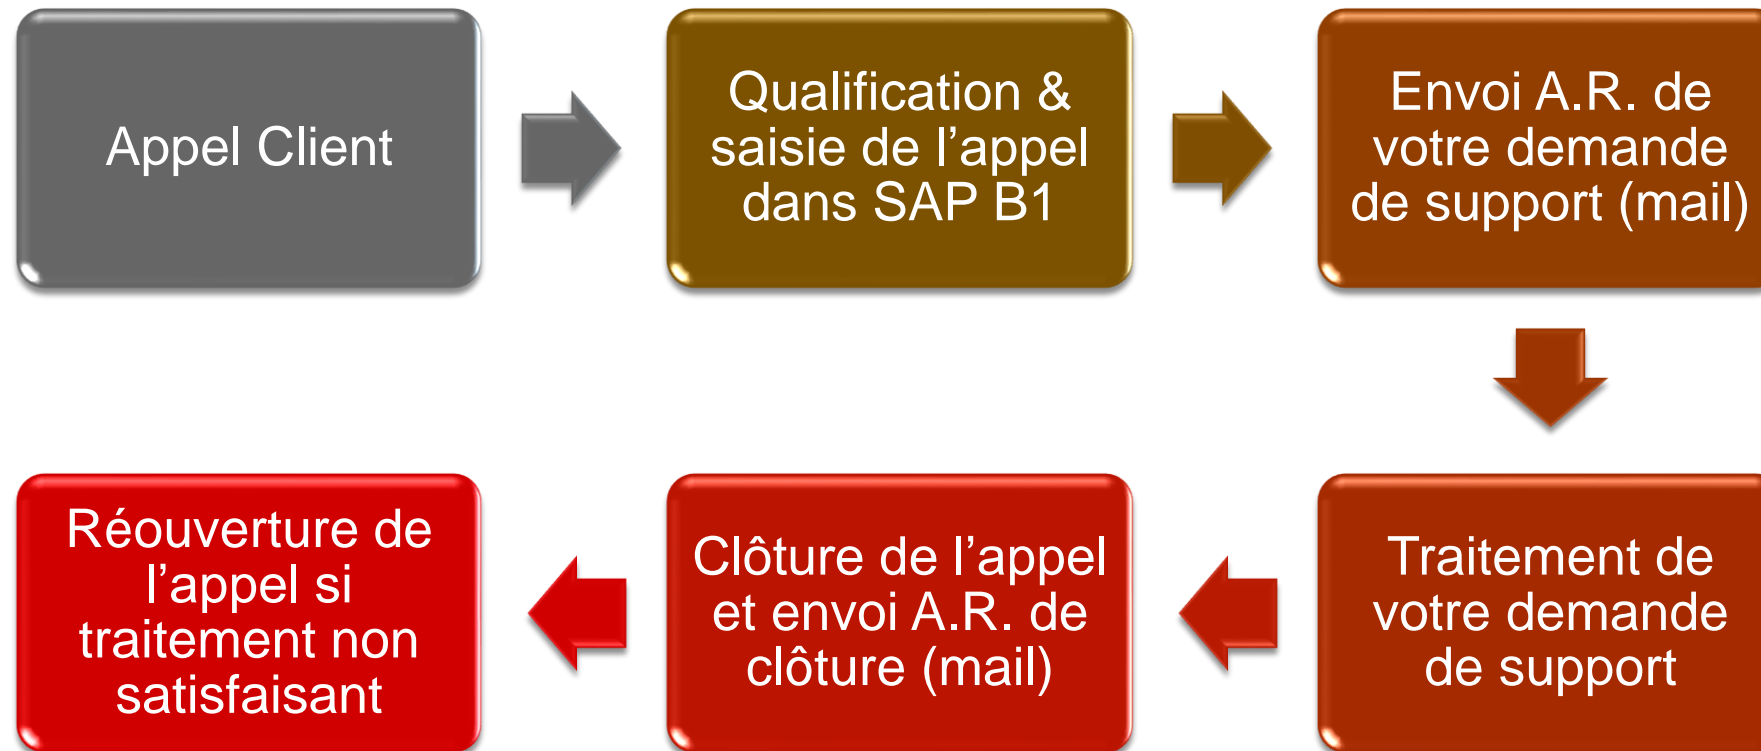 Appel Client
Qualification &
saisie de l’appel
dans SAP B1
Envoi A.R. de
votre demande
de support (mail)
Traitement de
votre demande
de support
Clôture de l’appel
et envoi A.R. de
clôture (mail)
Réouverture de
l’appel si
traitement non
satisfaisant